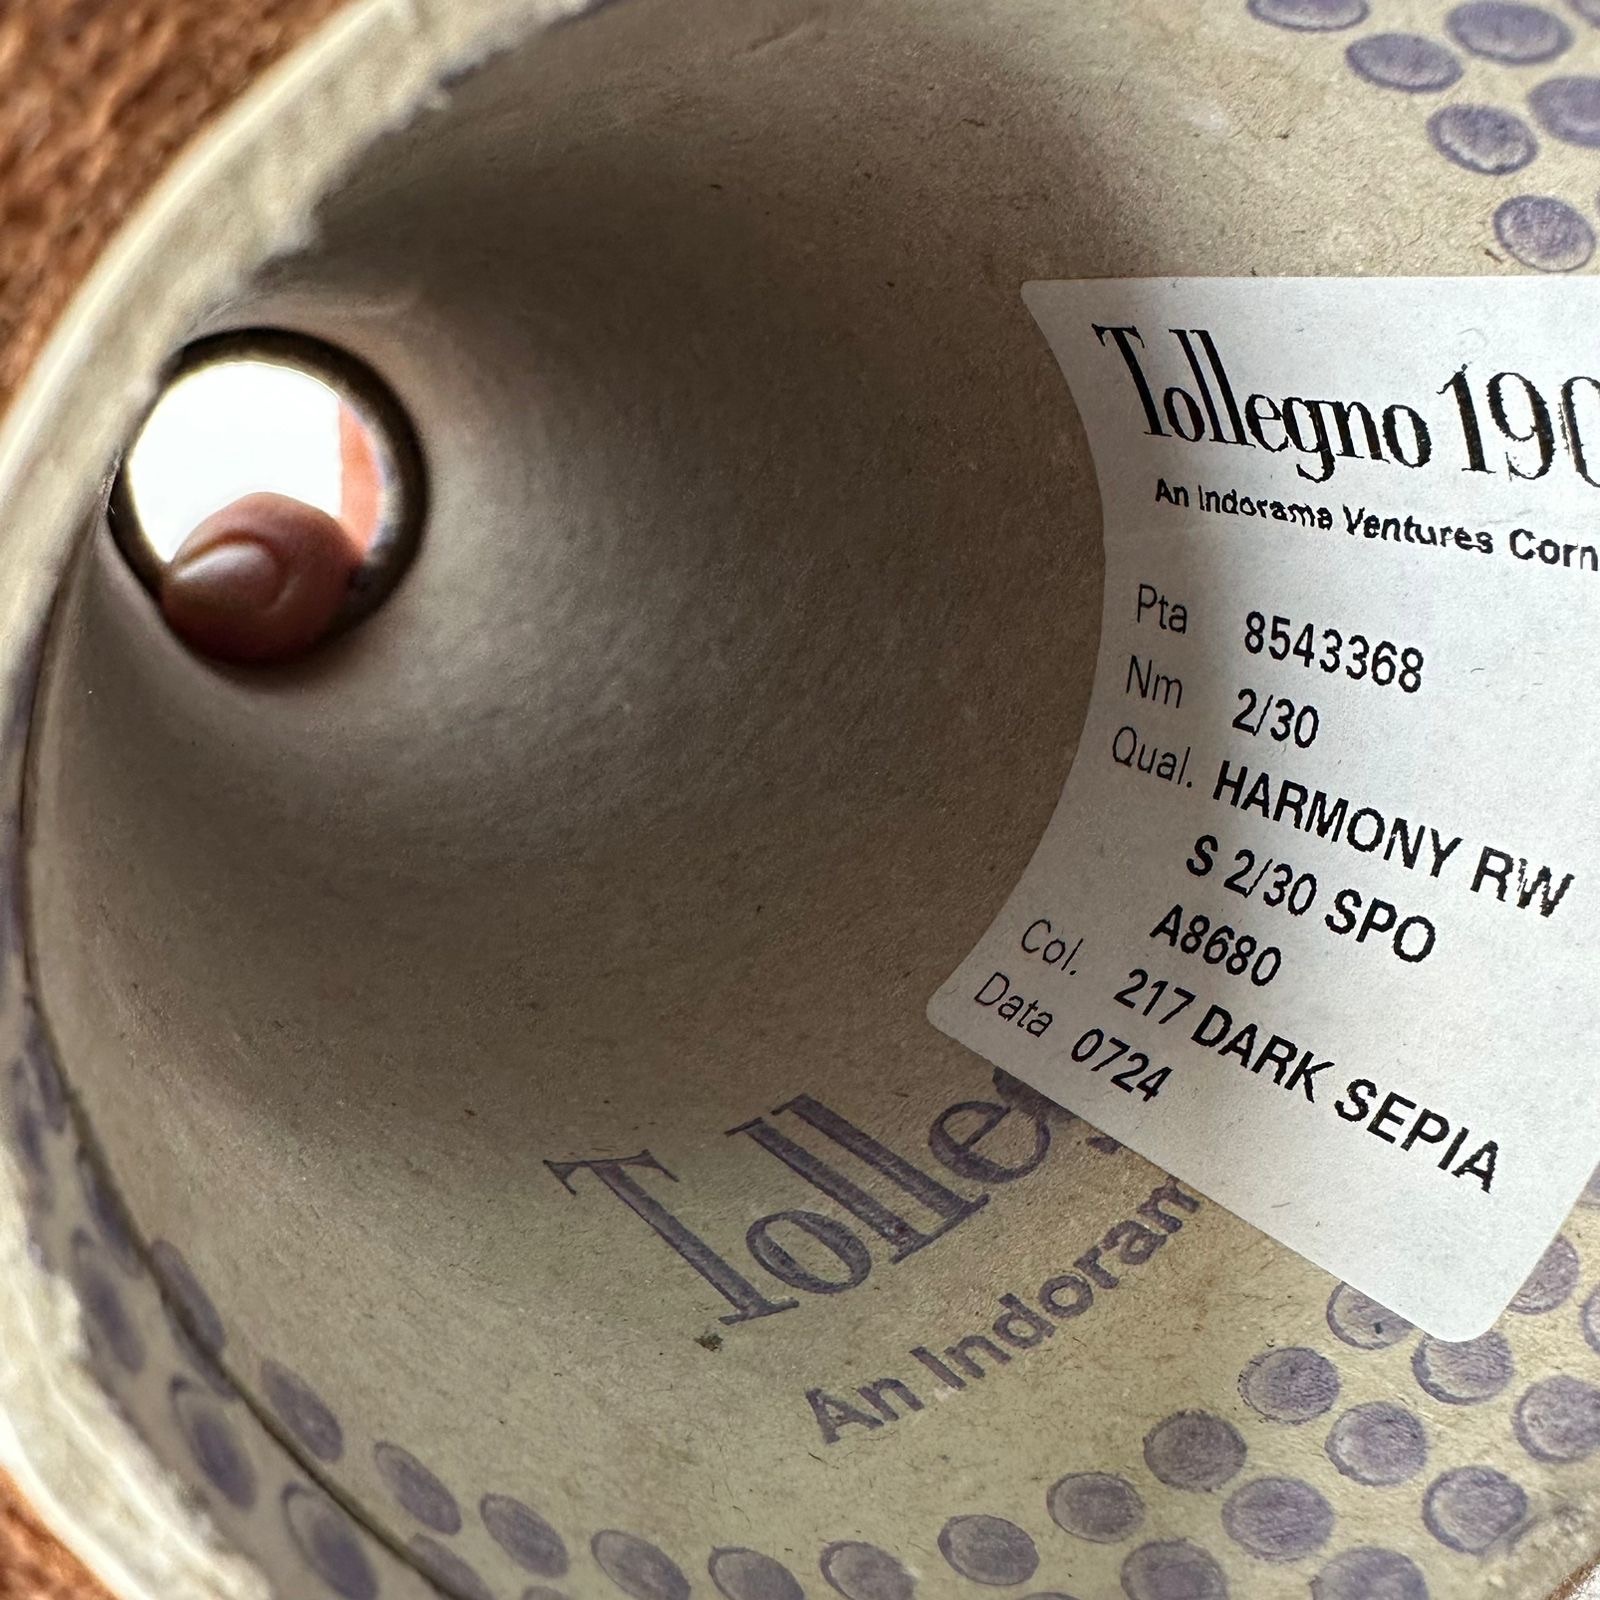 Tollegno 190
An Indorama Ventures Com
Pta 8543368
Nm 2/30
Qual. HARMONY RW
S 2/30 SPO
A8680
Col. 217 DARK SEPIA
Data 0724
Tolleg
An Indoram